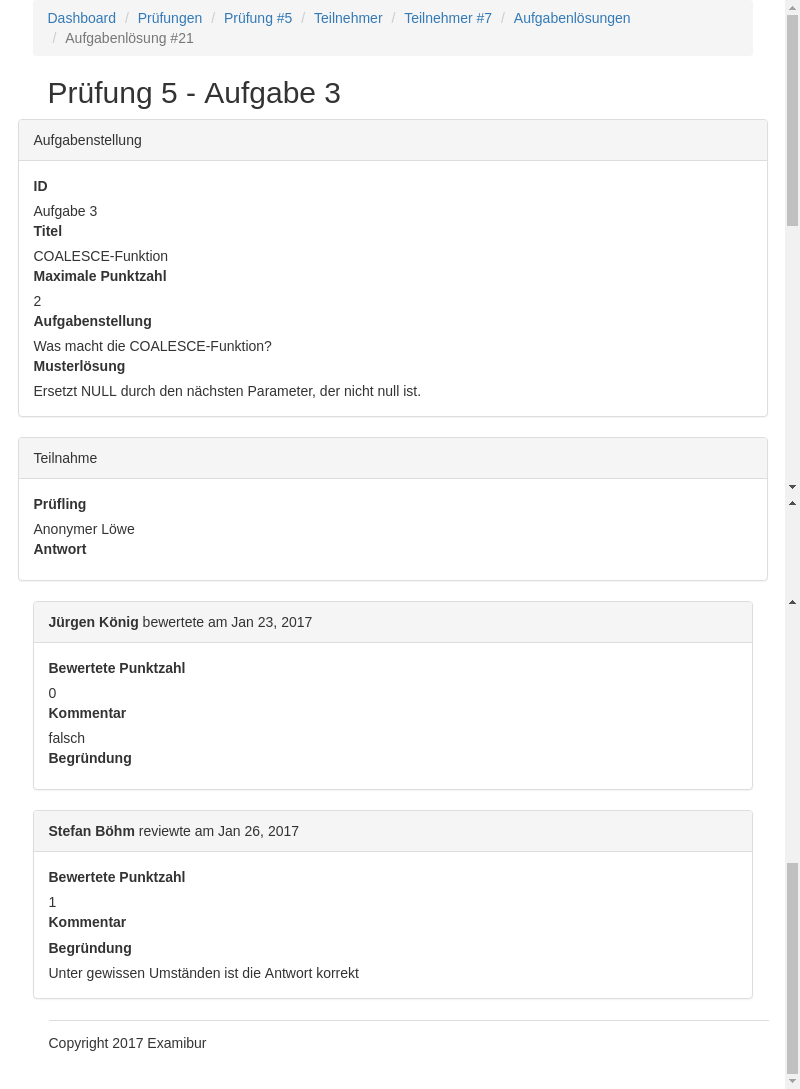 Dashboard / Prüfungen / Prüfung #5 / Teilnehmer / Teilnehmer #7 / Aufgabenlösungen
/ Aufgabenlösung #21
Prüfung 5 - Aufgabe 3
Aufgabenstellung
ID
Aufgabe 3
Titel
COALESCE-Funktion
Maximale Punktzahl
2
Aufgabenstellung
Was macht die COALESCE-Funktion?
Musterlösung
Ersetzt NULL durch den nächsten Parameter, der nicht null ist.
Teilnahme
Prüfling
Anonymer Löwe
Antwort
Jürgen König bewertete am Jan 23, 2017
Bewertete Punktzahl
0
Kommentar
falsch
Begründung
Stefan Böhm reviewte am Jan 26, 2017
Bewertete Punktzahl
1
Kommentar
Begründung
Unter gewissen Umständen ist die Antwort korrekt
Copyright 2017 Examibur